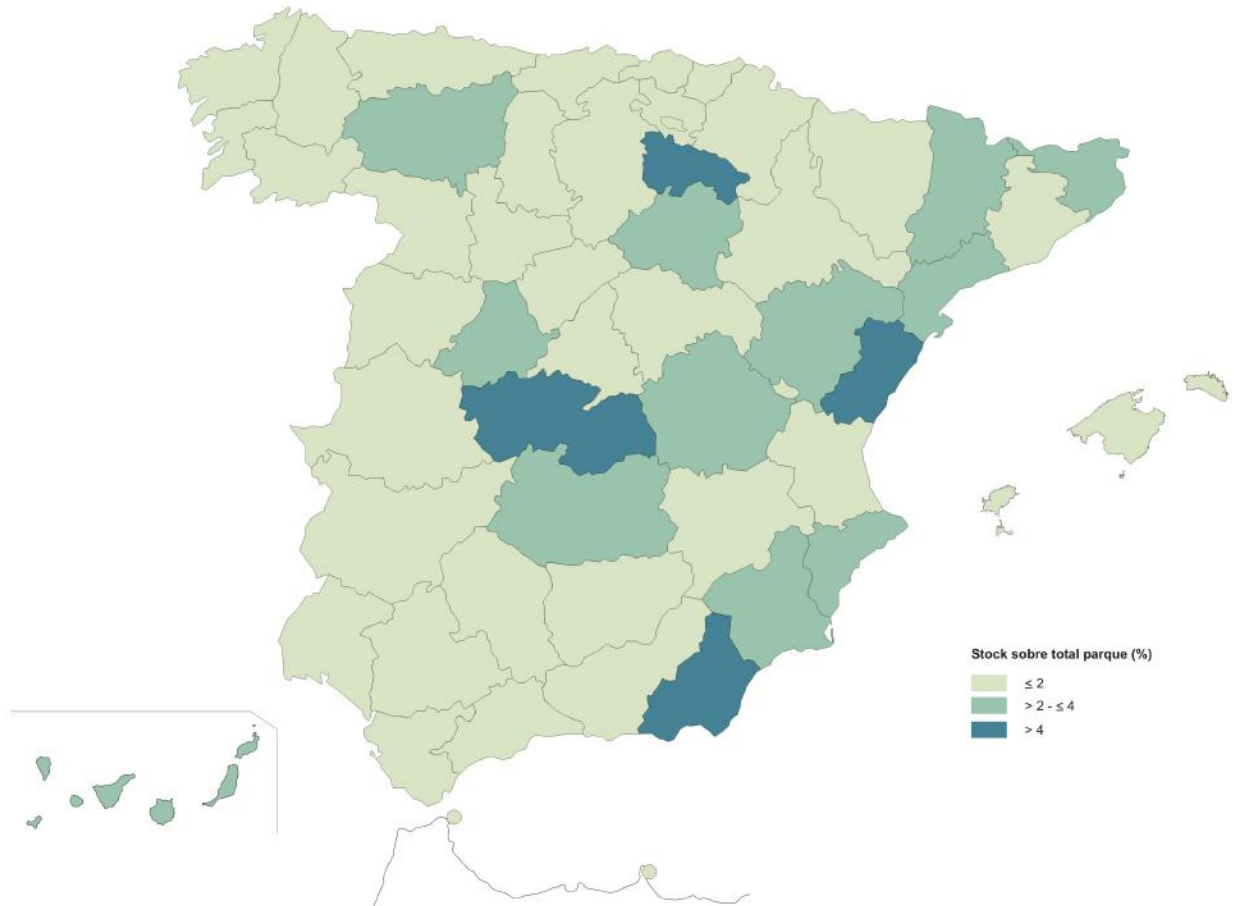 Stock sobre total parque (%)
≤ 2
> 2 - ≤ 4
> 4